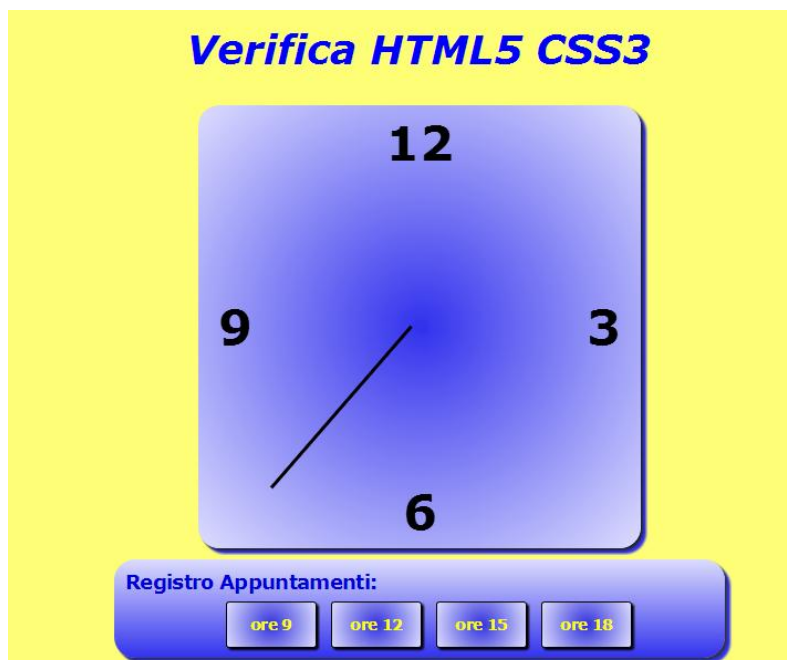 Verifica HTML5 CSS3
12
9 3
6
Registro Appuntamenti:
ore 9 ore 12 ore 15 ore 18